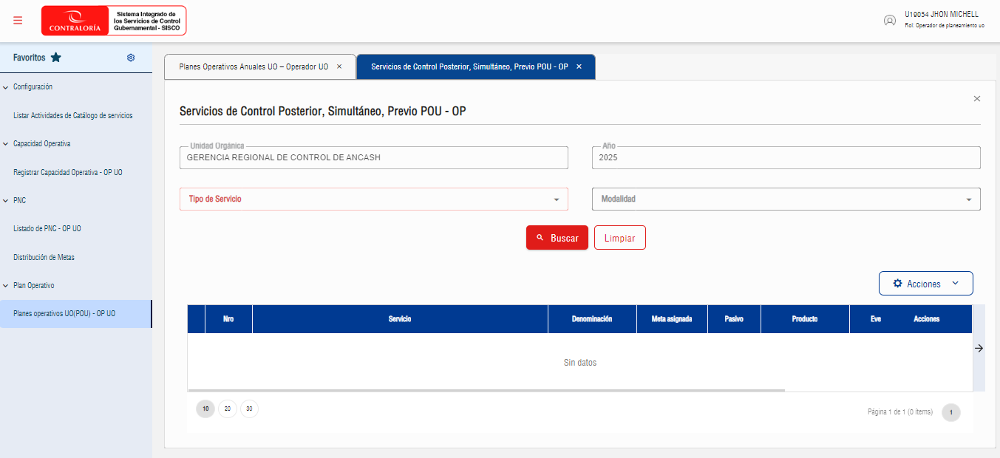 CONTRALORÍA
Sistema Integrado de
los Servicios de Control
Gubernamental - SISCO
U19054 JHON MICHELL
Rol: Operador de planeamiento uo
Favoritos
Configuración
Listar Actividades de Catálogo de servicios
Capacidad Operativa
Registrar Capacidad Operativa - OP UO
PNC
Listado de PNC - OP UO
Distribución de Metas
Plan Operativo
Planes operativos UO(POU) - OP UO
Planes Operativos Anuales UO – Operador UO ×
Servicios de Control Posterior, Simultáneo, Previo POU - OP ×
Servicios de Control Posterior, Simultáneo, Previo POU - OP
Unidad Orgánica
GERENCIA REGIONAL DE CONTROL DE ANCASH
Año
2025
Tipo de Servicio
Modalidad
Buscar
Limpiar
Acciones
Nro Servicio Denominación Meta asignada Pasivo Producto Eve Acciones
Sin datos
10 20 30
Página 1 de 1 (0 ítems) 1